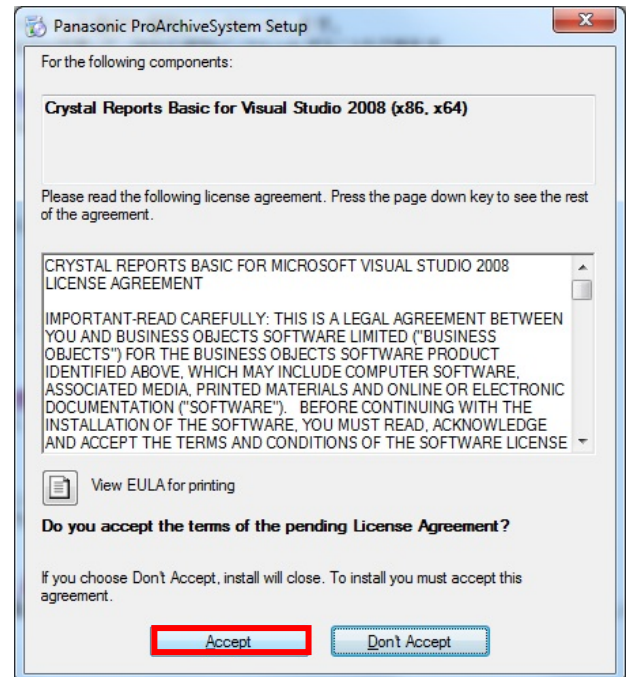 Panasonic ProArchiveSystem Setup
For the following components:
Crystal Reports Basic for Visual Studio 2008 (x86, x64)
Please read the following license agreement. Press the page down key to see the rest
of the agreement.
CRYSTAL REPORTS BASIC FOR MICROSOFT VISUAL STUDIO 2008
LICENSE AGREEMENT
IMPORTANT-READ CAREFULLY: THIS IS A LEGAL AGREEMENT BETWEEN
YOU AND BUSINESS OBJECTS SOFTWARE LIMITED ("BUSINESS
OBJECTS") FOR THE BUSINESS OBJECTS SOFTWARE PRODUCT
IDENTIFIED ABOVE, WHICH MAY INCLUDE COMPUTER SOFTWARE,
ASSOCIATED MEDIA, PRINTED MATERIALS AND ONLINE OR ELECTRONIC
DOCUMENTATION ("SOFTWARE"). BEFORE CONTINUING WITH THE
INSTALLATION OF THE SOFTWARE, YOU MUST READ, ACKNOWLEDGE
AND ACCEPT THE TERMS AND CONDITIONS OF THE SOFTWARE LICENSE
View EULA for printing
Do you accept the terms of the pending License Agreement?
If you choose Don't Accept, install will close. To install you must accept this
agreement.
Accept
Don't Accept